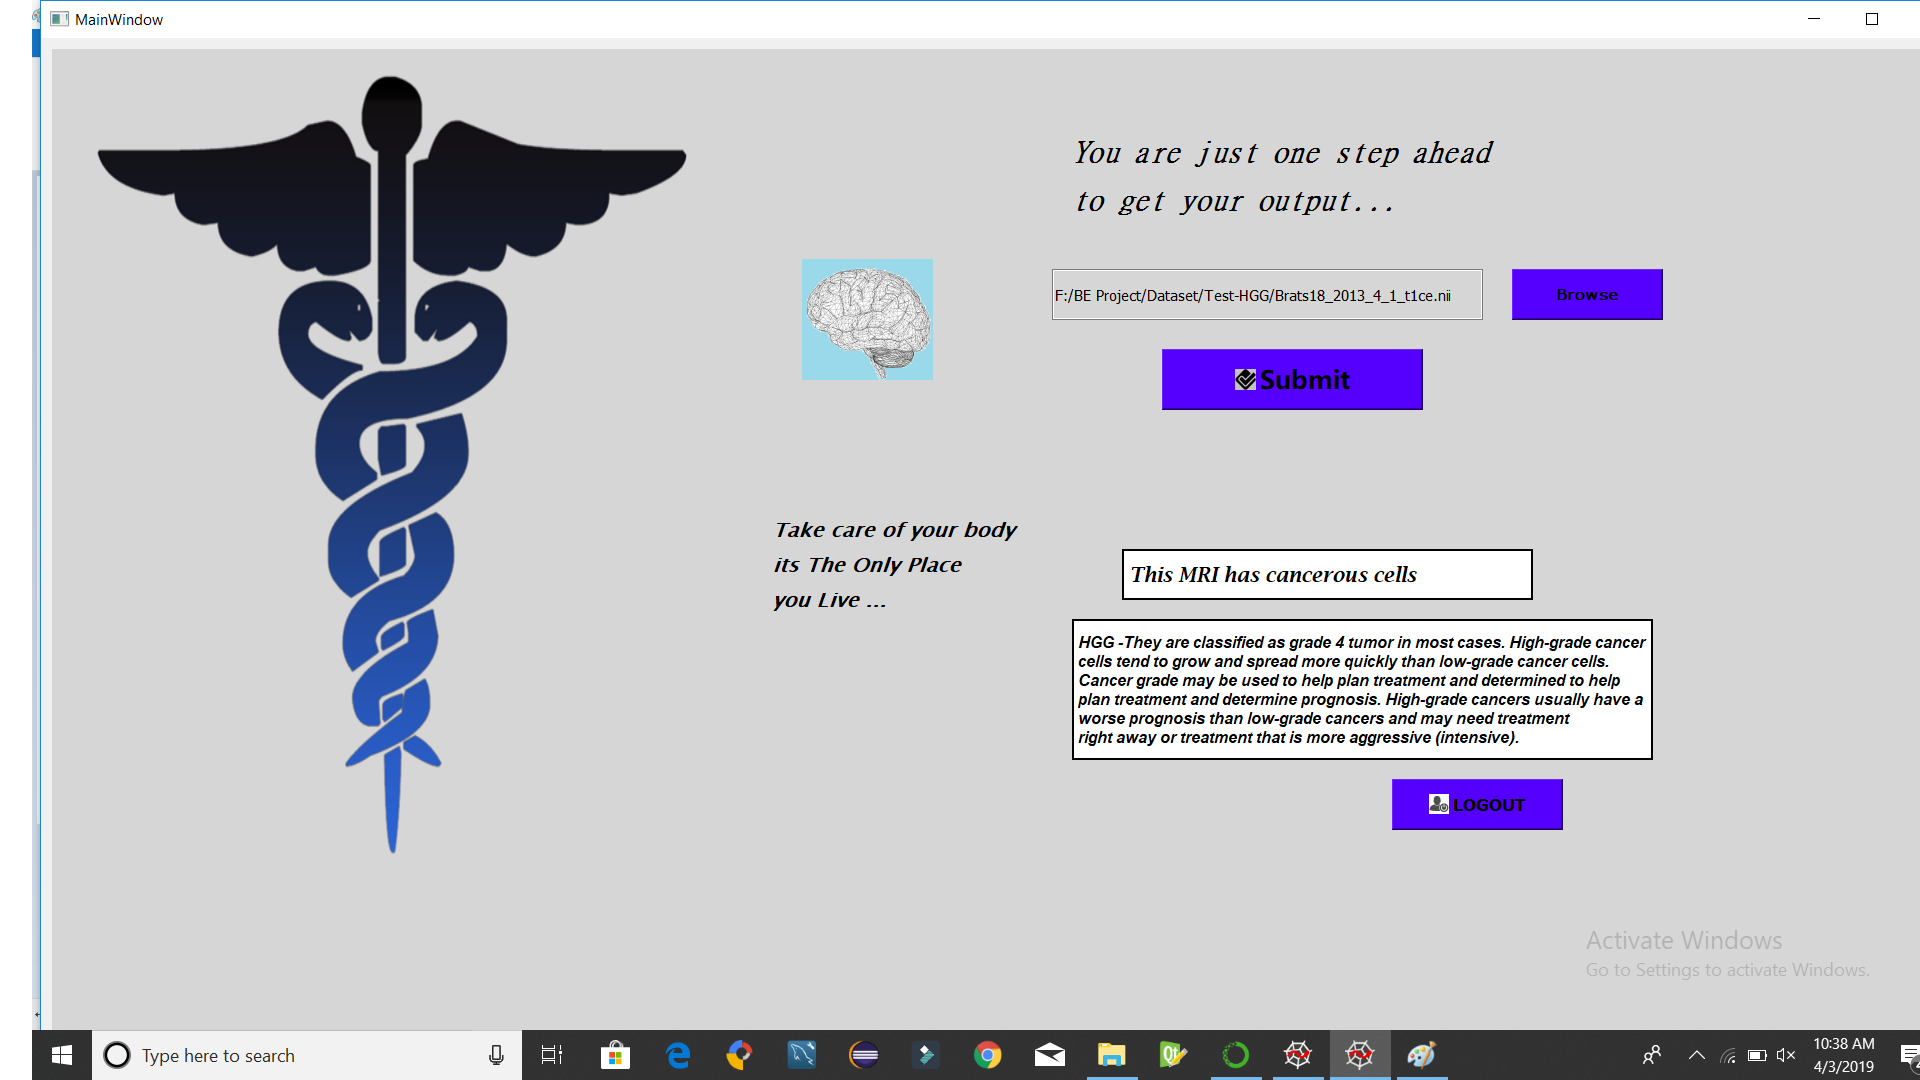 MainWindow
You are just one step ahead
to get your output...
F:/BE Project/Dataset/Test-HGG/Brats18_2013_4_1_t1ce.nii
Browse
Submit
Take care of your body
its The Only Place
you Live ...
This MRI has cancerous cells
HGG -They are classified as grade 4 tumor in most cases. High-grade cancer
cells tend to grow and spread more quickly than low-grade cancer cells.
Cancer grade may be used to help plan treatment and determined to help
plan treatment and determine prognosis. High-grade cancers usually have a
worse prognosis than low-grade cancers and may need treatment
right away or treatment that is more aggressive (intensive).
LOGOUT
Activate Windows
Go to Settings to activate Windows.
Type here to search
Qt
10:38 AM
4/3/2019